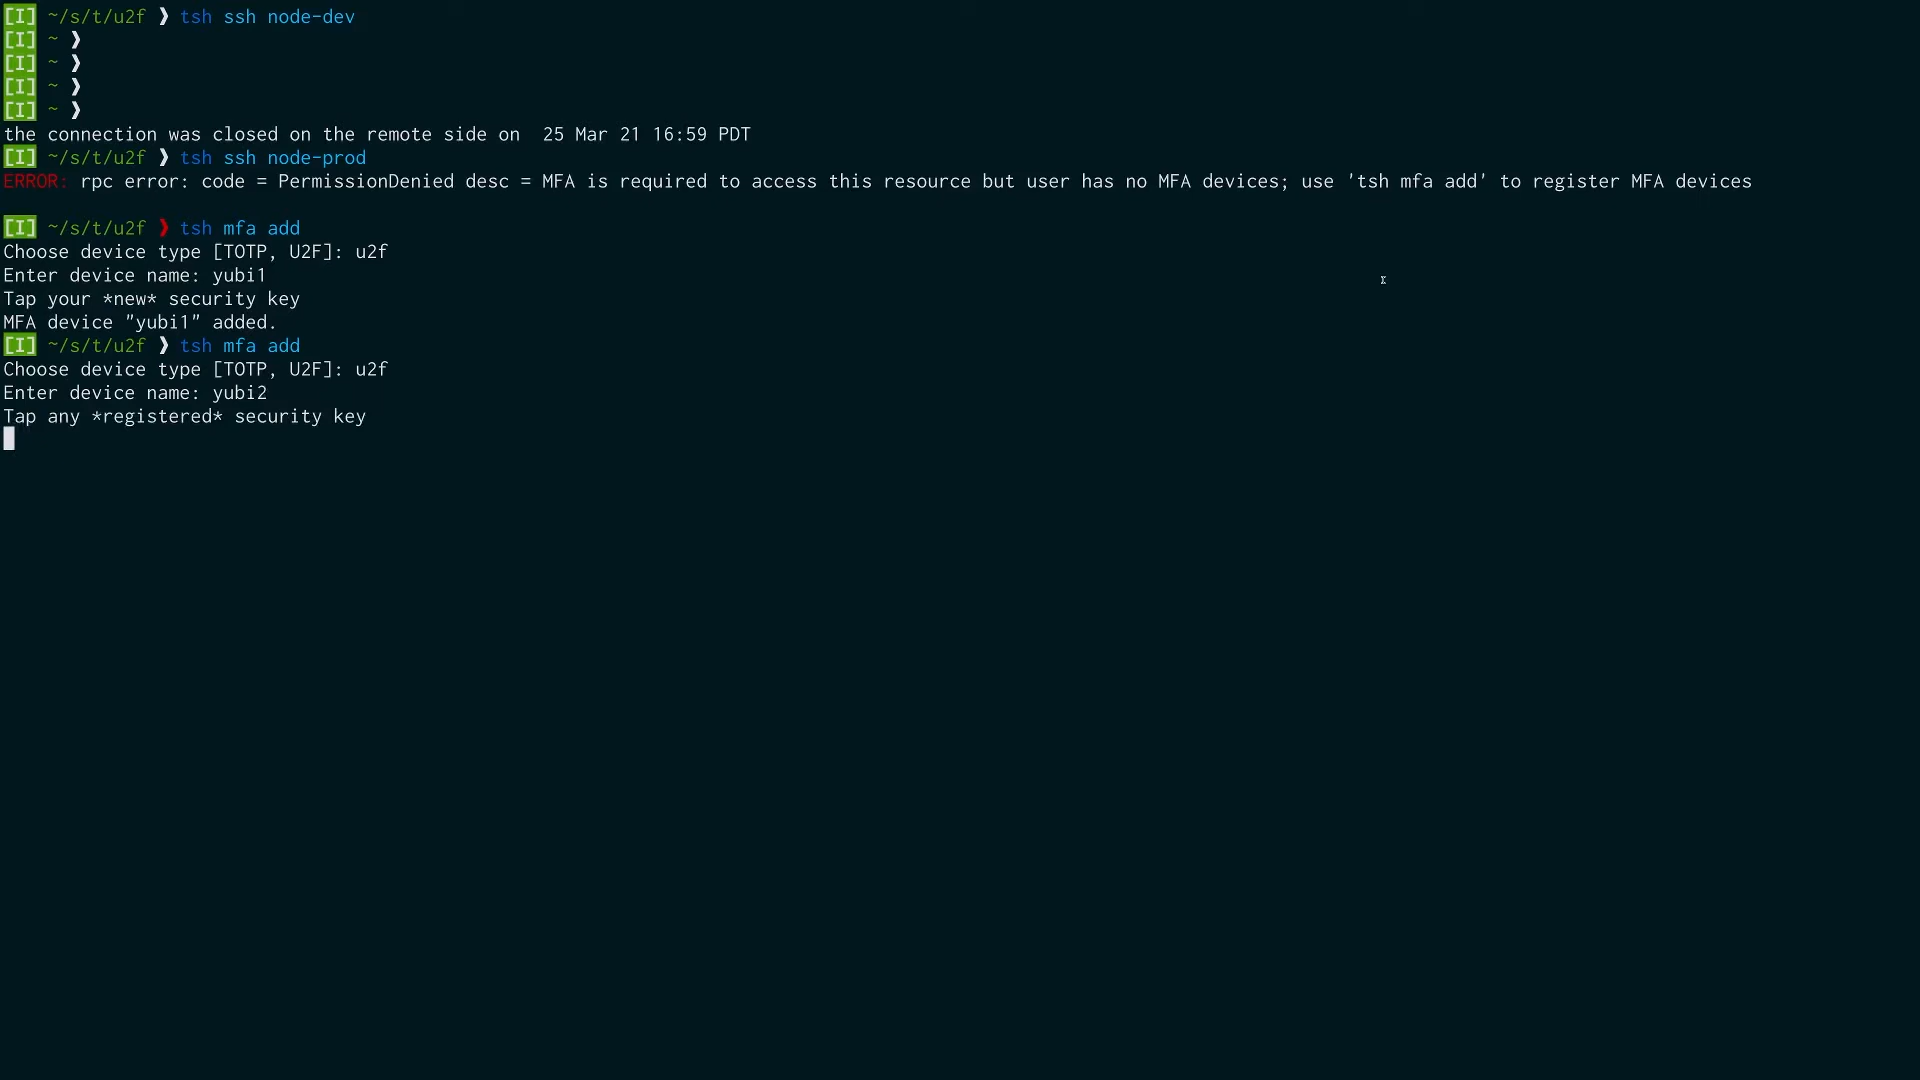 [I] ~/s/t/u2f ❯ tsh ssh node-dev
[I] ~ ❯
[I] ~ ❯
[I] ~ ❯
[I] ~ ❯
the connection was closed on the remote side on  25 Mar 21 16:59 PDT
[I] ~/s/t/u2f ❯ tsh ssh node-prod
ERROR: rpc error: code = PermissionDenied desc = MFA is required to access this resource but user has no MFA devices; use 'tsh mfa add' to register MFA devices
[I] ~/s/t/u2f ❯ tsh mfa add
Choose device type [TOTP, U2F]: u2f
Enter device name: yubi1
Tap your *new* security key
MFA device "yubi1" added.
[I] ~/s/t/u2f ❯ tsh mfa add
Choose device type [TOTP, U2F]: u2f
Enter device name: yubi2
Tap any *registered* security key